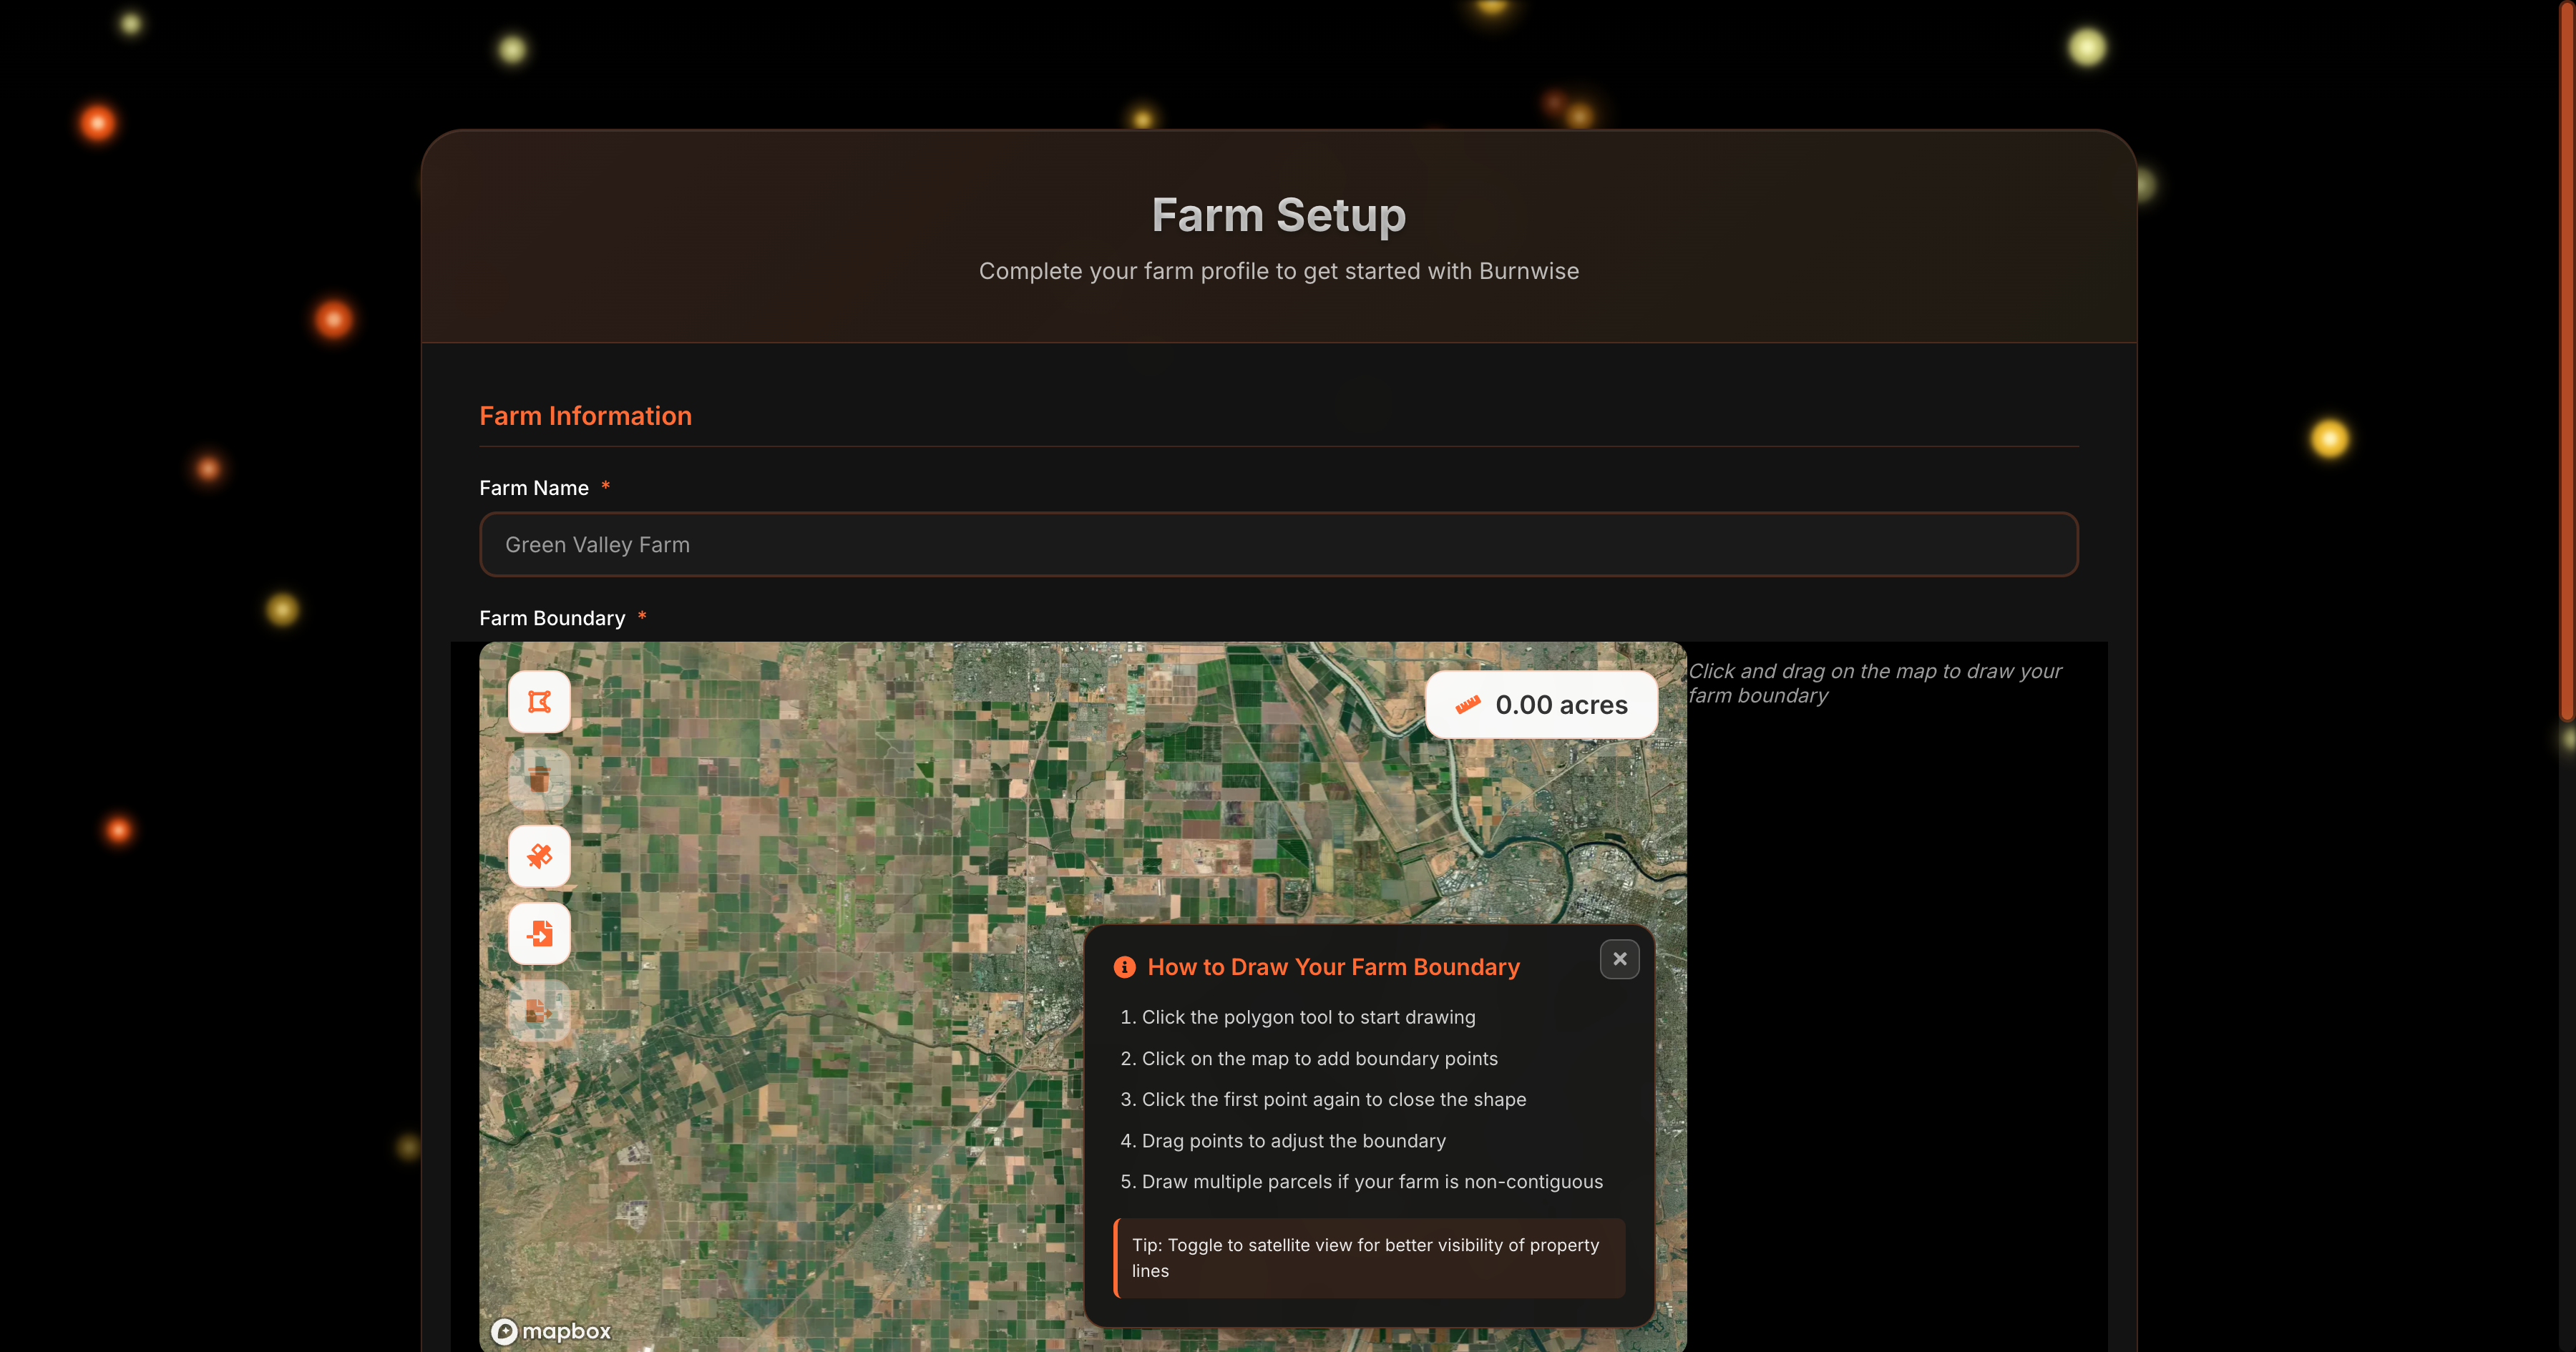 Farm Setup
Complete your farm profile to get started with Burnwise
Farm Information
Farm Name *
Green Valley Farm
Farm Boundary *
0.00 acres
Click and drag on the map to draw your
farm boundary
How to Draw Your Farm Boundary
1. Click the polygon tool to start drawing
2. Click on the map to add boundary points
3. Click the first point again to close the shape
4. Drag points to adjust the boundary
5. Draw multiple parcels if your farm is non-contiguous
Tip: Toggle to satellite view for better visibility of property
lines
mapbox